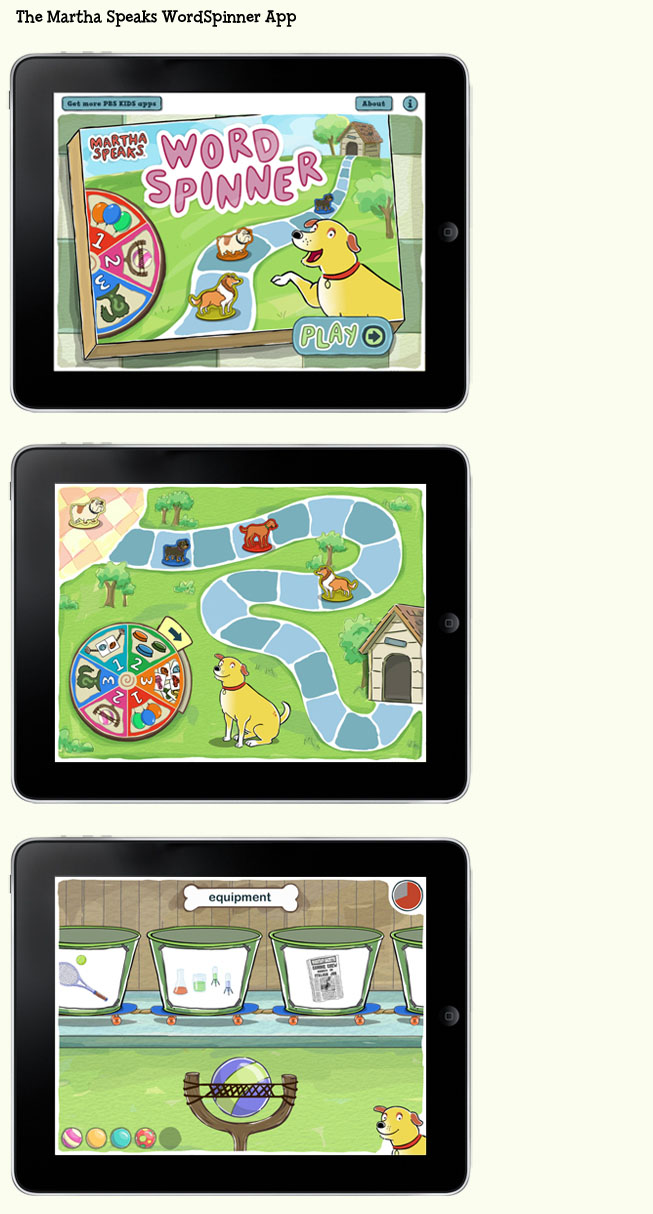 The Martha Speaks WordSpinner App
Get more PBS KIDS apps
About
i
MARTHA
SPEAKS
WORD
SPINNER
1
2
3
PLAY
1
2
3
3
2
1
equipment